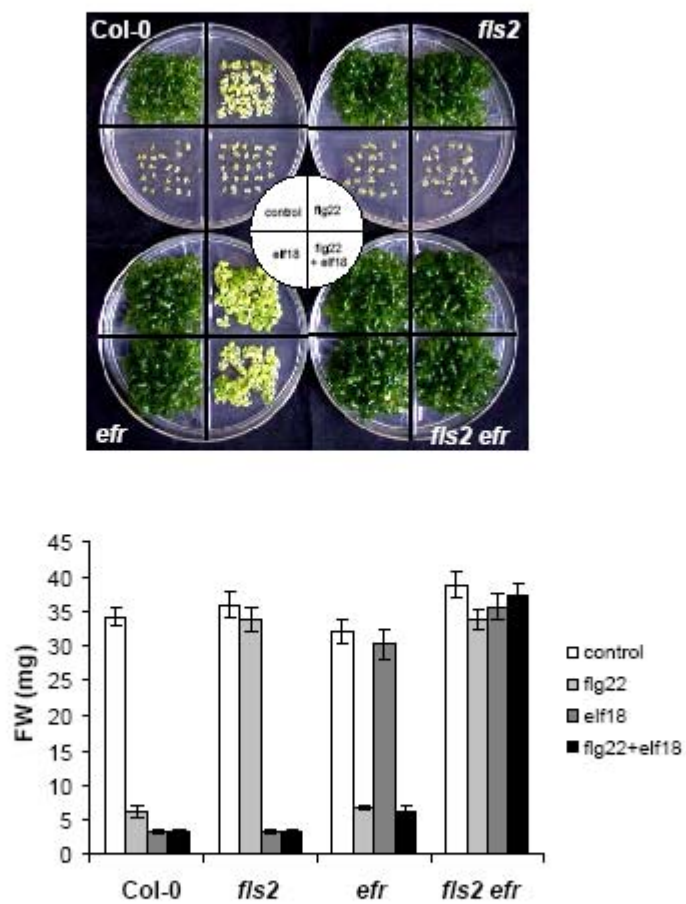 Col-0
fls2
control
flg22
elf18
flg22
+ elf18
efr
fls2 efr
45
40
35
30
25
20
15
10
5
0
FW (mg)
control
flg22
elf18
flg22+elf18
Col-0
fls2
efr
fls2 efr